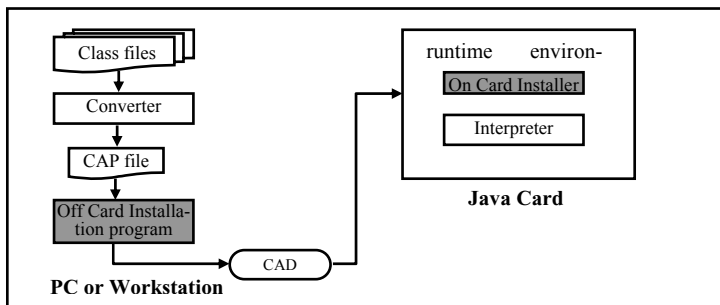 Class files
Converter
CAP file
Off Card Installa-
tion program
PC or Workstation
CAD
runtime environ-
On Card Installer
Interpreter
Java Card